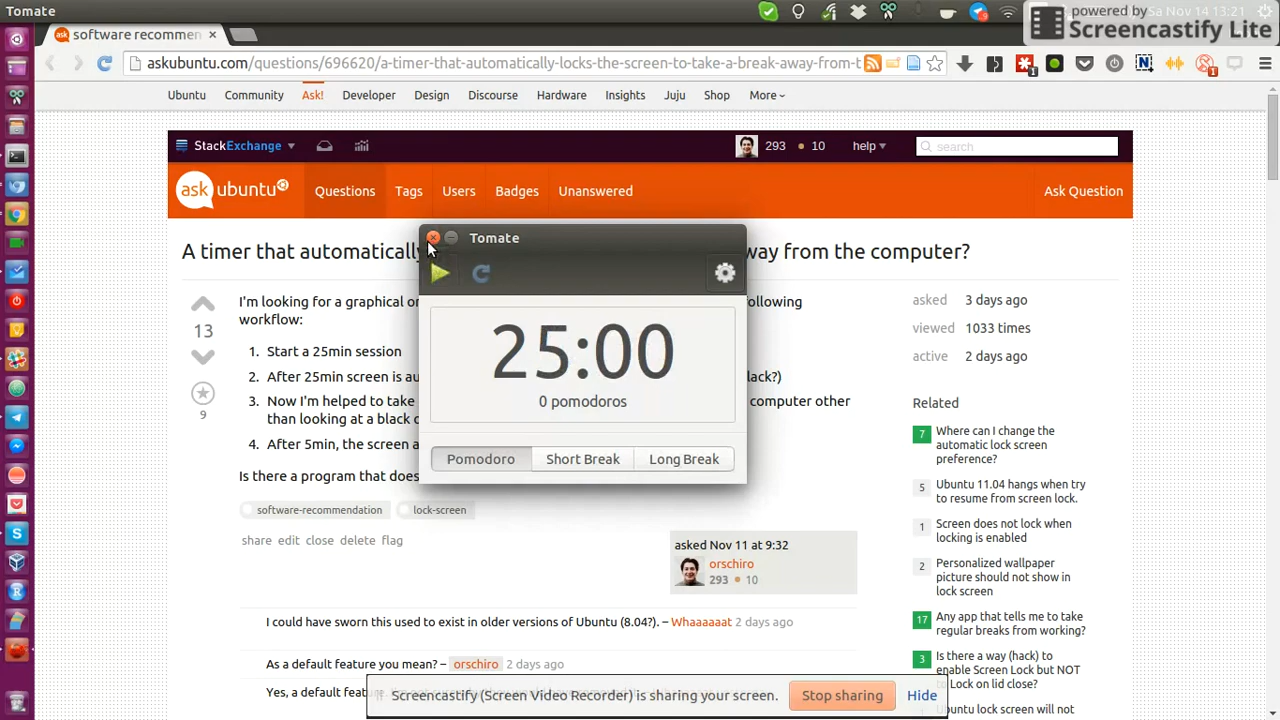 Tomate
Sa Nov 14 13:21
powered by
Screencastify Lite
software recommen
askubuntu.com/questions/696620/a-timer-that-automatically-locks-the-screen-to-take-a-break-away-from-t
Ubuntu Community Ask! Developer Design Discourse Hardware Insights Juju Shop More
StackExchange 293 10 help search
ask ubuntu Questions Tags Users Badges Unanswered Ask Question
Tomate
A timer that automatically way from the computer?
I'm looking for a graphical or following
workflow:
1. Start a 25min session
2. After 25min screen is au lack?)
3. Now I'm helped to take computer other
than looking at a black
4. After 5min, the screen a
Is there a program that does
13
9
25:00
0 pomodoros
Pomodoro Short Break Long Break
software-recommendation lock-screen
share edit close delete flag
asked Nov 11 at 9:32
orschiro
293 10
I could have sworn this used to exist in older versions of Ubuntu (8.04?). – Whaaaaaat 2 days ago
As a default feature you mean? – orschiro 2 days ago
Yes, a default featu
asked 3 days ago
viewed 1033 times
active 2 days ago
Related
7 Where can I change the
automatic lock screen
preference?
5 Ubuntu 11.04 hangs when try
to resume from screen lock.
1 Screen does not lock when
locking is enabled
2 Personalized wallpaper
picture should not show in
lock screen
17 Any app that tells me to take
regular breaks from working?
3 Is there a way (hack) to
enable Screen Lock but NOT
to Lock on lid close?
Ubuntu lock screen will not
Screencastify (Screen Video Recorder) is sharing your screen. Stop sharing Hide